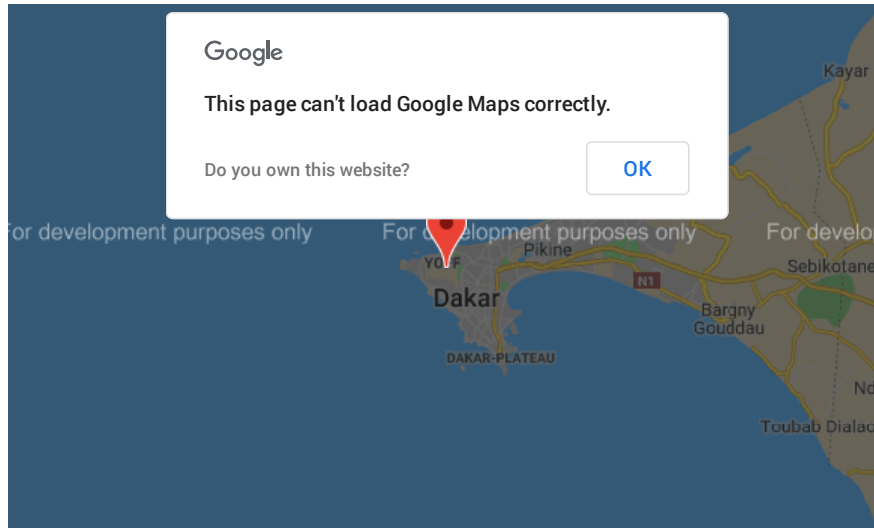 Google
This page can't load Google Maps correctly.
Do you own this website?
OK
Kayar
For development purposes only
For development purposes only
For develo
YOFF
Pikine
Sebikotane
N1
Dakar
Bargny
Gouddau
DAKAR-PLATEAU
Toubab Dialac